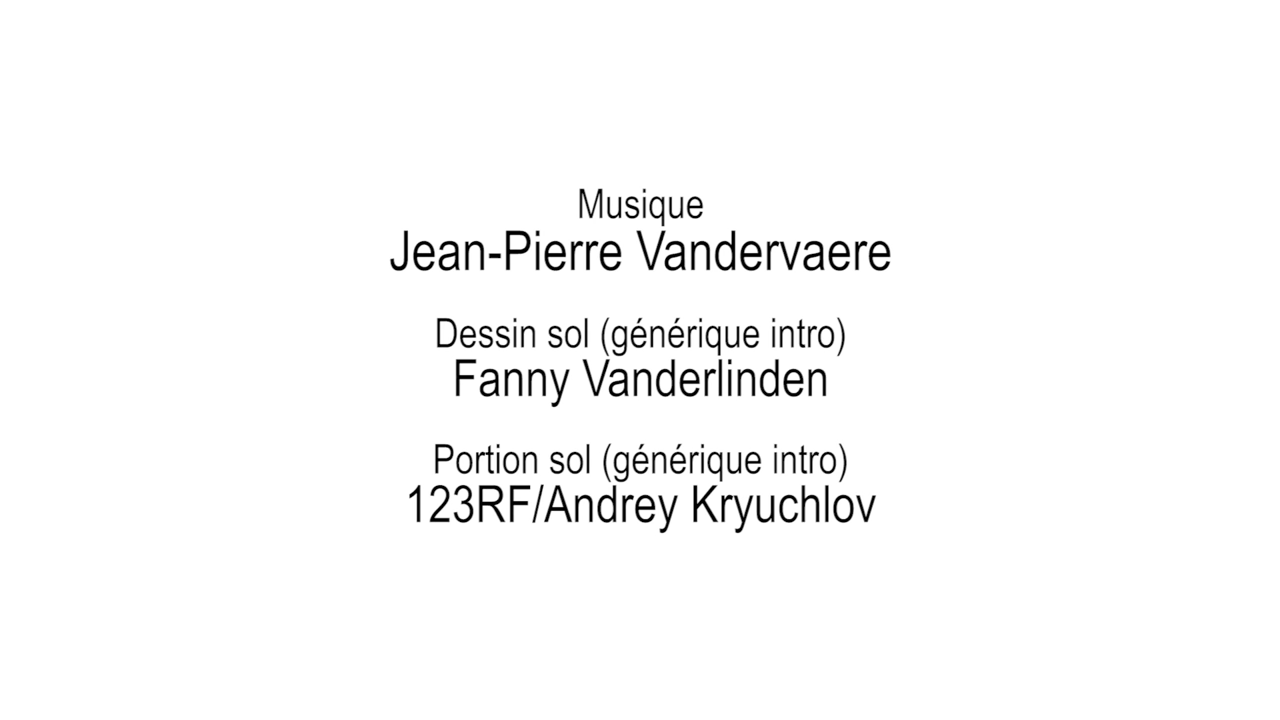 Musique
Jean-Pierre Vandervaere
Dessin sol (générique intro)
Fanny Vanderlinden
Portion sol (générique intro)
123RF/Andrey Kryuchlov